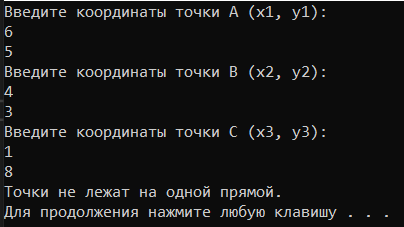 Введите координаты точки A (x1, y1):
6
5
Введите координаты точки B (x2, y2):
4
3
Введите координаты точки C (x3, y3):
1
8
Точки не лежат на одной прямой.
Для продолжения нажмите любую клавишу . . .